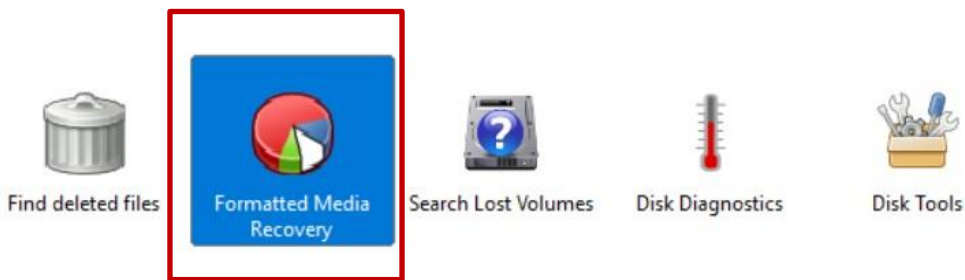 Find deleted files
Formatted Media
Recovery
Search Lost Volumes
Disk Diagnostics
Disk Tools